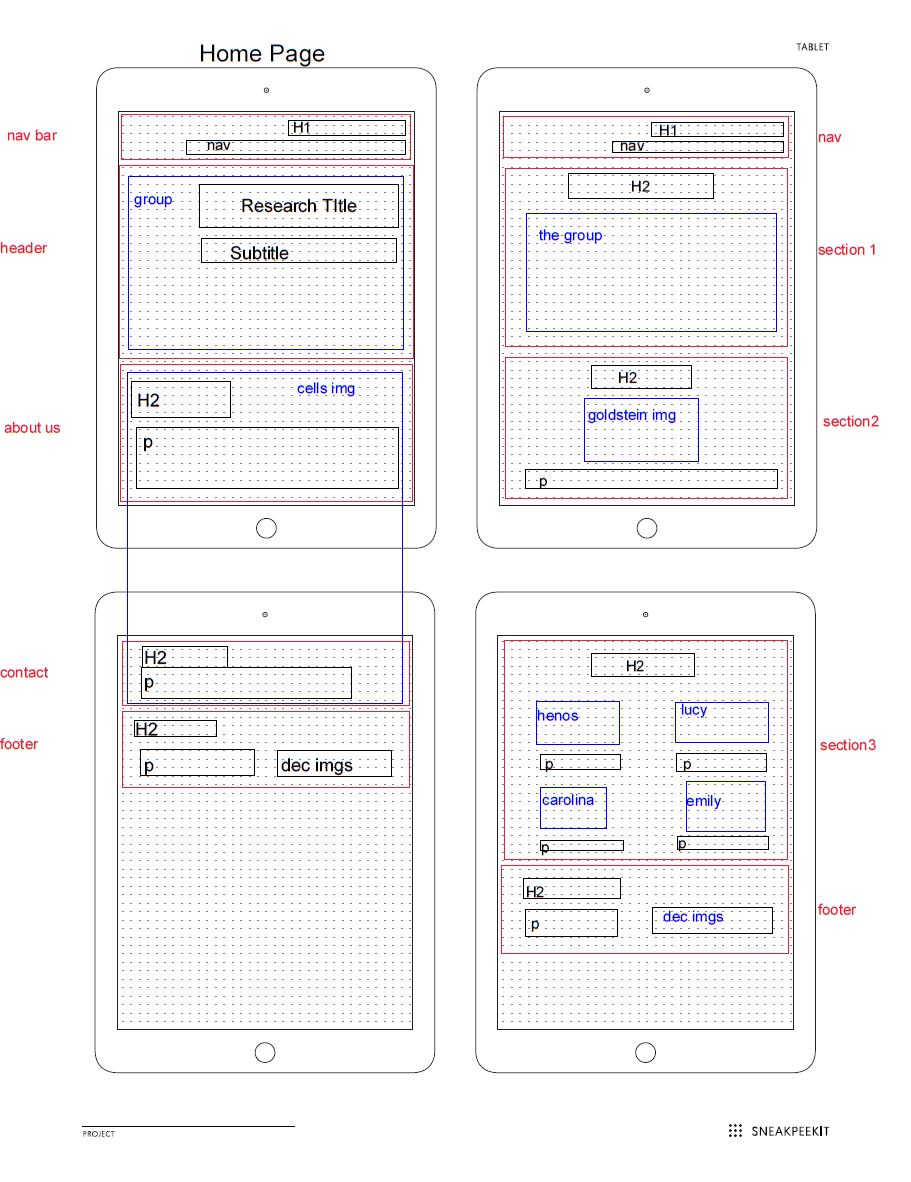 Home Page
TABLET
nav bar
H1
nav
header
group
Research TItle
Subtitle
about us
cells img
H2
p
H1
nav
nav
H2
section 1
the group
H2
section2
goldstein img
p
contact
H2
p
footer
H2
p
dec imgs
H2
section3
henos
lucy
p
p
carolina
emily
p
p
footer
H2
p
dec imgs
PROJECT
SNEAKPEEKIT